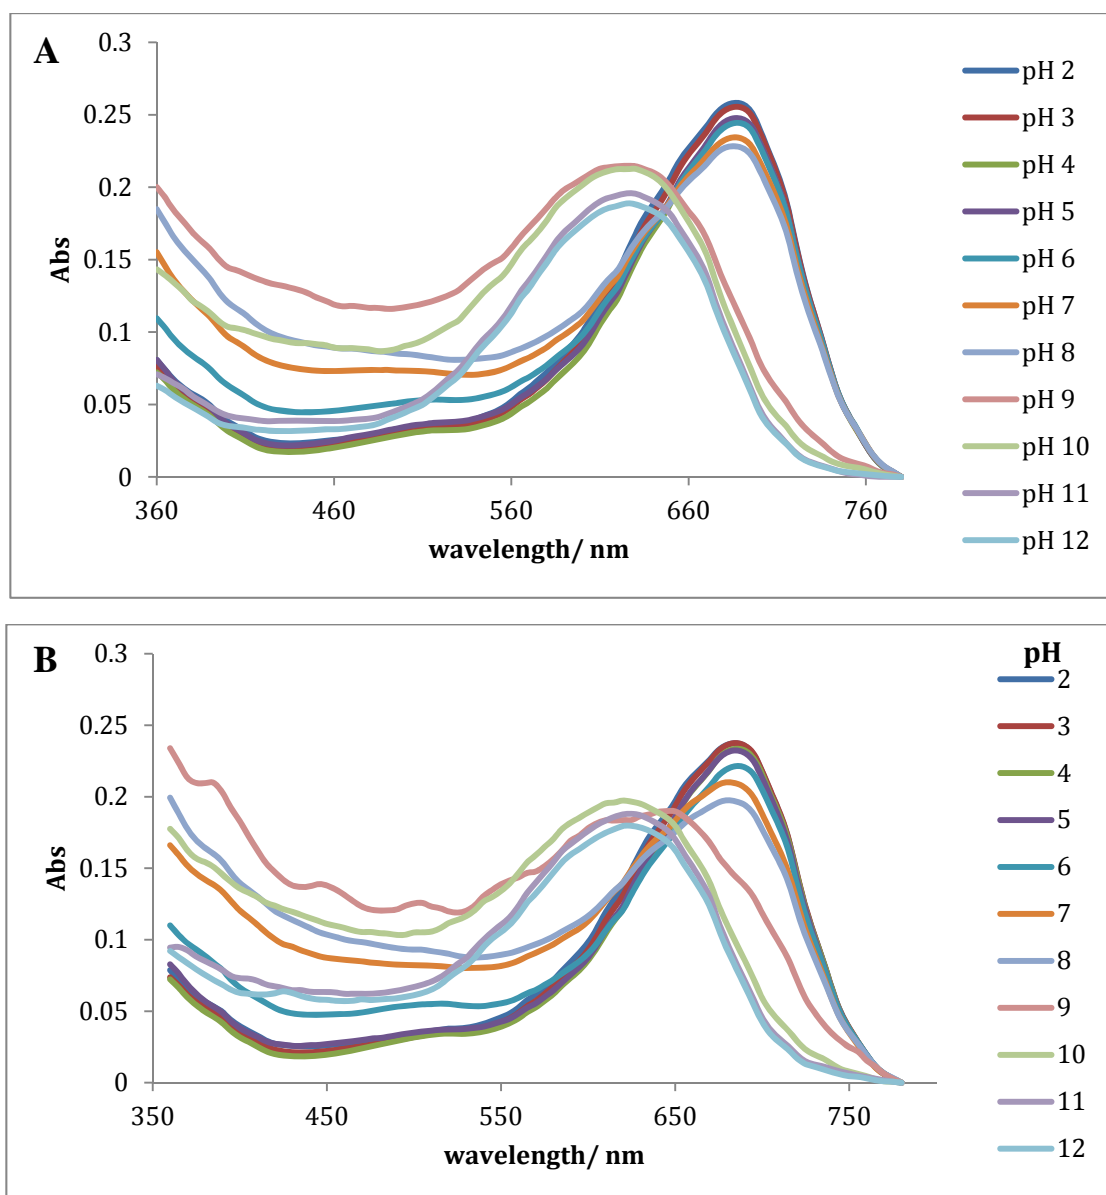 A
0.3
0.25
0.2
0.15
0.1
0.05
0
Abs
360
460
560
660
760
wavelength/ nm
pH 2
pH 3
pH 4
pH 5
pH 6
pH 7
pH 8
pH 9
pH 10
pH 11
pH 12
B
0.3
0.25
0.2
0.15
0.1
0.05
0
Abs
350
450
550
650
750
wavelength/ nm
pH
2
3
4
5
6
7
8
9
10
11
12